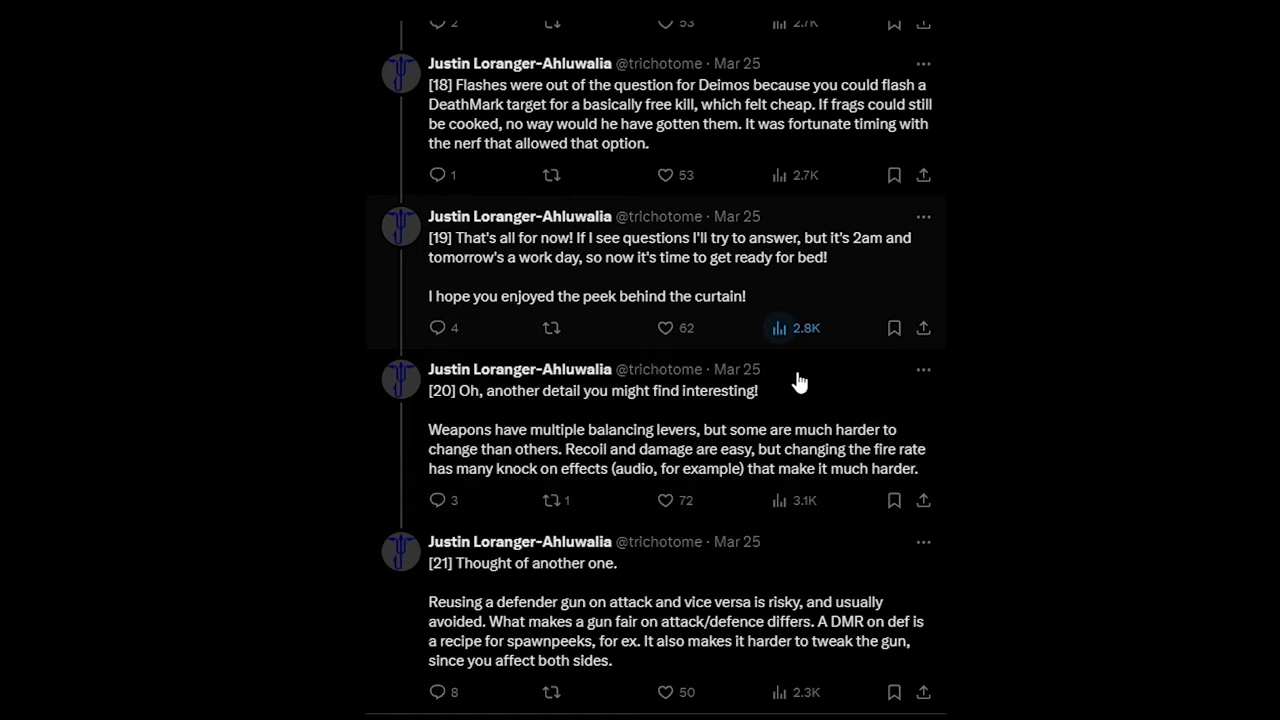 2 53 2.7K
Justin Loranger-Ahluwalia @trichotome · Mar 25
[18] Flashes were out of the question for Deimos because you could flash a
DeathMark target for a basically free kill, which felt cheap. If frags could still
be cooked, no way would he have gotten them. It was fortunate timing with
the nerf that allowed that option.
1 53 2.7K
Justin Loranger-Ahluwalia @trichotome · Mar 25
[19] That's all for now! If I see questions I'll try to answer, but it's 2am and
tomorrow's a work day, so now it's time to get ready for bed!
I hope you enjoyed the peek behind the curtain!
4 62 2.8K
Justin Loranger-Ahluwalia @trichotome · Mar 25
[20] Oh, another detail you might find interesting!
Weapons have multiple balancing levers, but some are much harder to
change than others. Recoil and damage are easy, but changing the fire rate
has many knock on effects (audio, for example) that make it much harder.
3 1 72 3.1K
Justin Loranger-Ahluwalia @trichotome · Mar 25
[21] Thought of another one.
Reusing a defender gun on attack and vice versa is risky, and usually
avoided. What makes a gun fair on attack/defence differs. A DMR on def is
a recipe for spawnpeeks, for ex. It also makes it harder to tweak the gun,
since you affect both sides.
8 50 2.3K